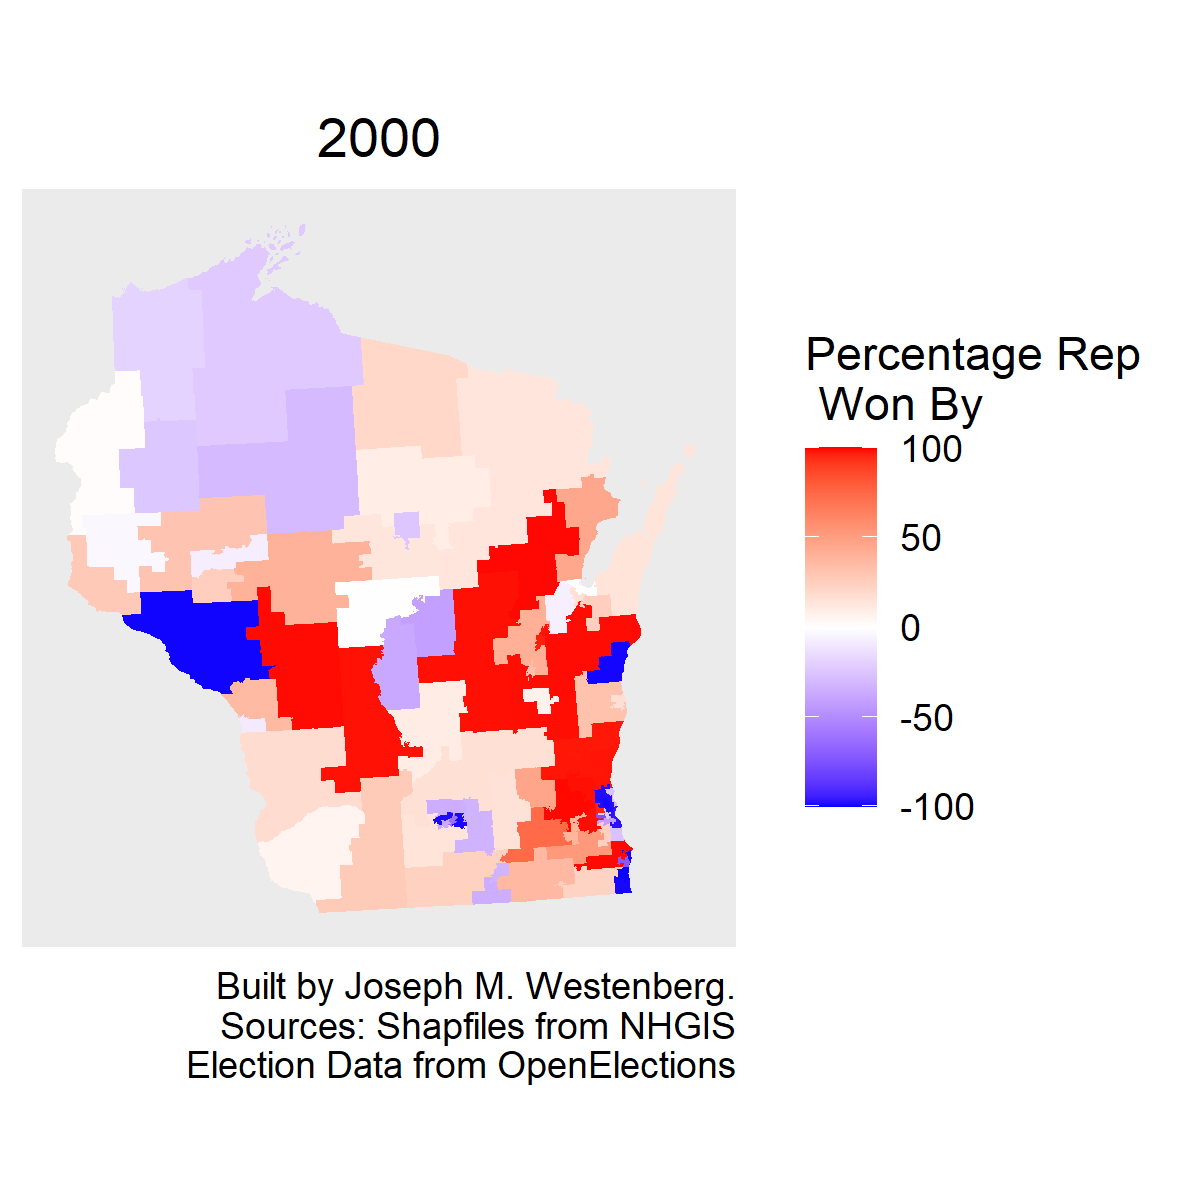 2000
Percentage Rep
Won By
100
50
0
-50
-100
Built by Joseph M. Westenberg.
Sources: Shapfiles from NHGIS
Election Data from OpenElections